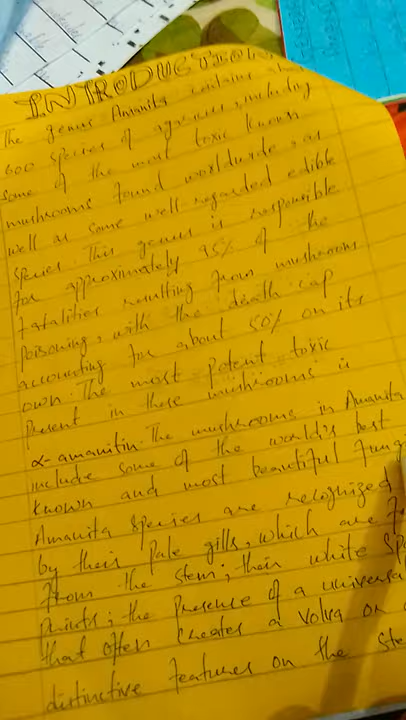 INTRODUCTION
The genus Amanita contains about
600 species of agarics, including
some of the most toxic known
mushrooms found worldwide, as
well as some well regarded edible
species. This genus is responsible
for approximately 95% of the
fatalities resulting from mushroom
poisoning, with the death cap
accounting for about 50% on its
own. The most potent toxic
present in these mushrooms is
α-amanitin. The mushrooms in Amanita
include some of the world's best
known and most beautiful fung
Amanita species are recognized
by their pale gills, which are
from the stem; their white Sp
prints; the presence of a universa
that often creates a volva or
distinctive features on the ste